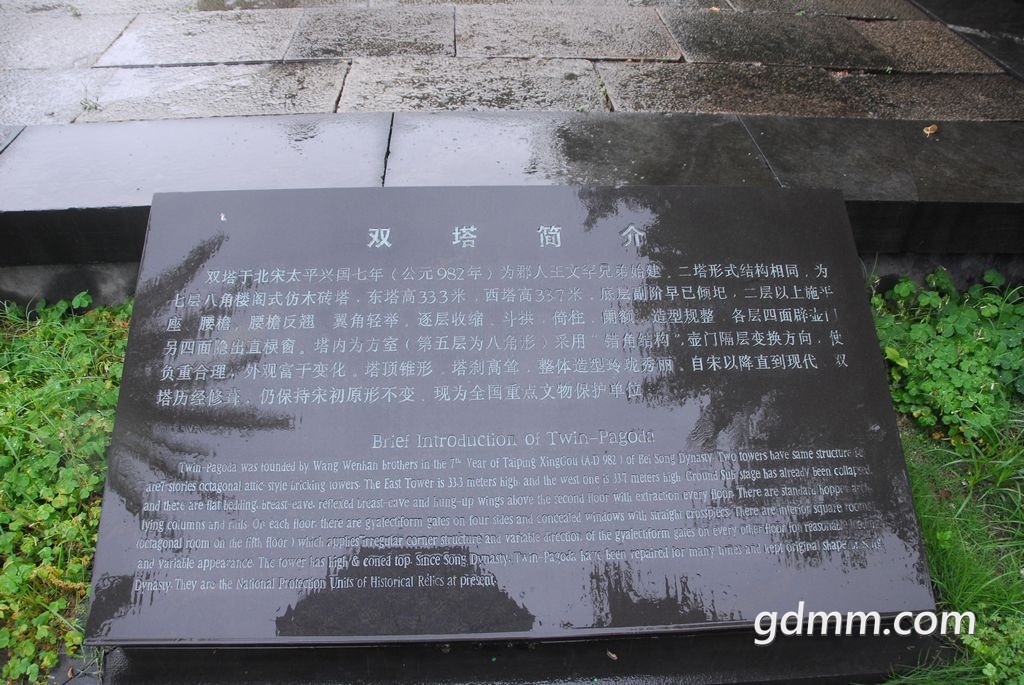 双塔简介
双塔于北宋太平兴国七年（公元982年）为郡人王文罕兄弟始建，二塔形式结构相同，为
七层八角楼阁式仿木砖塔，东塔高33.3米，西塔高33.7米，底层副阶早已倾圯，二层以上施平
座、腰檐，腰檐反翘，翼角轻举，逐层收缩。斗拱，倚柱，阑额，造型规整，各层四面辟壶门
另四面隐出直棂窗。塔内为方室（第五层为八角形）采用“错角结构”，壶门隔层变换方向，使
负重合理，外观富于变化。塔顶锥形，塔刹高耸，整体造型玲珑秀丽。自宋以降直到现代，双
塔历经修葺，仍保持宋初原形不变，现为全国重点文物保护单位
Brief Introduction of Twin-Pagoda
Twin-Pagoda was founded by Wang Wenhan brothers in the 7th Year of Taiping XingGou (A.D 982 ) of Bei Song Dynasty. Two towers have same structure
are7-stories octagonal attic style bricking towers. The East Tower is 33.3 meters high, and the west one is 33.7 meters high. Ground Sub-stage has already been collapsed,
and there are flat bedding, breast-eave, reflexed breast-eave and hung-up wings above the second floor with extraction every floor. There are standard
lying columns and On each floor, there are gyalectiform gates on four sides and concealed windows with straight crosspiers. There are interior square
(octagonal room on the fifth floor ) which applies irregular corner structure and variable direction of the gyalectiform gates on every other floor for
and variable appearance. The tower has high & coned top. Since Song Dynasty, Twin-Pagoda have been repaired for many times and kept original shape
Dynasty. They are the National Protection Units of Historical Relics at present.
gdmm.com